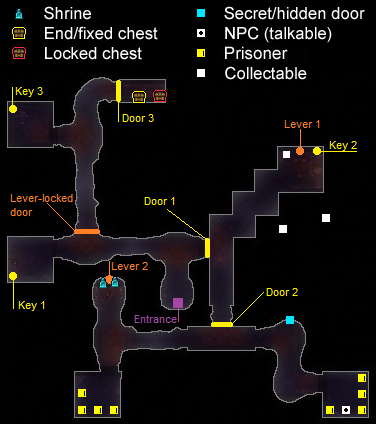 Shrine
End/fixed chest
Locked chest
Secret/hidden door
NPC (talkable)
Prisoner
Collectable
Key 3
Door 3
Lever 1
Key 2
Lever-locked
door
Door 1
Lever 2
Door 2
Key 1
Entrance